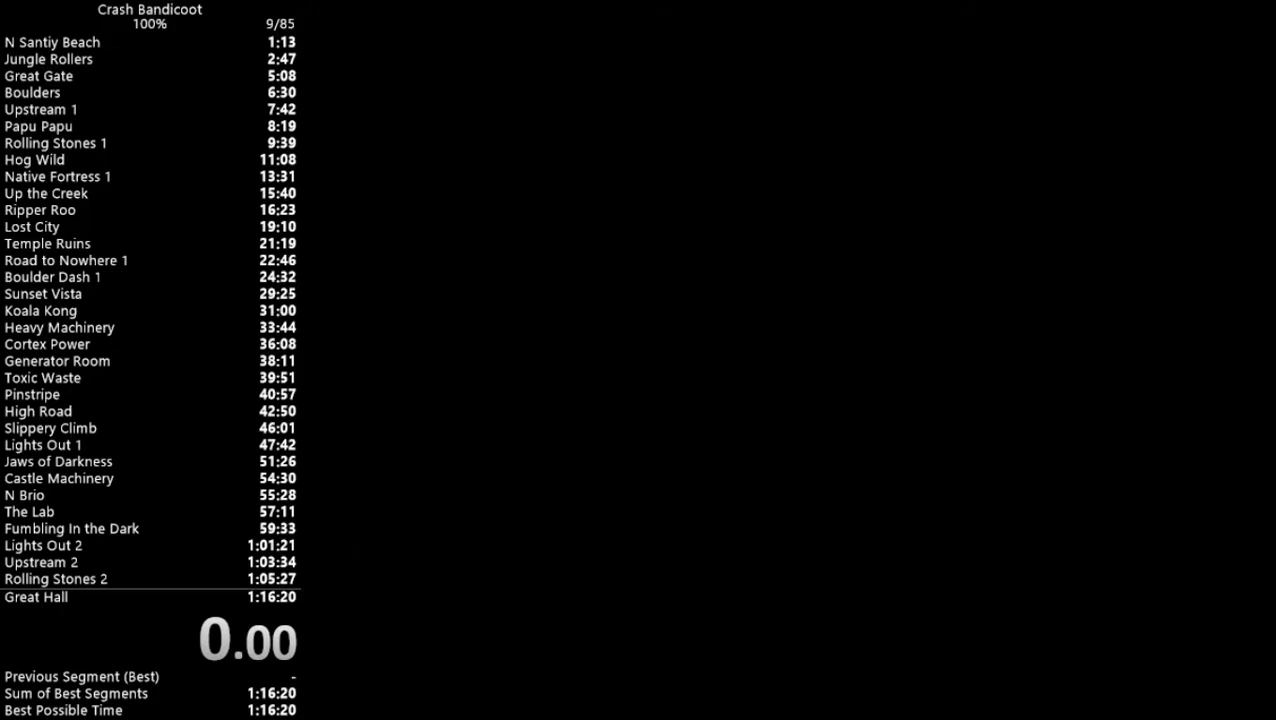 Crash Bandicoot
100% 9/85
N Santiy Beach 1:13
Jungle Rollers 2:47
Great Gate 5:08
Boulders 6:30
Upstream 1 7:42
Papu Papu 8:19
Rolling Stones 1 9:39
Hog Wild 11:08
Native Fortress 1 13:31
Up the Creek 15:40
Ripper Roo 16:23
Lost City 19:10
Temple Ruins 21:19
Road to Nowhere 1 22:46
Boulder Dash 1 24:32
Sunset Vista 29:25
Koala Kong 31:00
Heavy Machinery 33:44
Cortex Power 36:08
Generator Room 38:11
Toxic Waste 39:51
Pinstripe 40:57
High Road 42:50
Slippery Climb 46:01
Lights Out 1 47:42
Jaws of Darkness 51:26
Castle Machinery 54:30
N Brio 55:28
The Lab 57:11
Fumbling In the Dark 59:33
Lights Out 2 1:01:21
Upstream 2 1:03:34
Rolling Stones 2 1:05:27
Great Hall 1:16:20
0.00
Previous Segment (Best) -
Sum of Best Segments 1:16:20
Best Possible Time 1:16:20